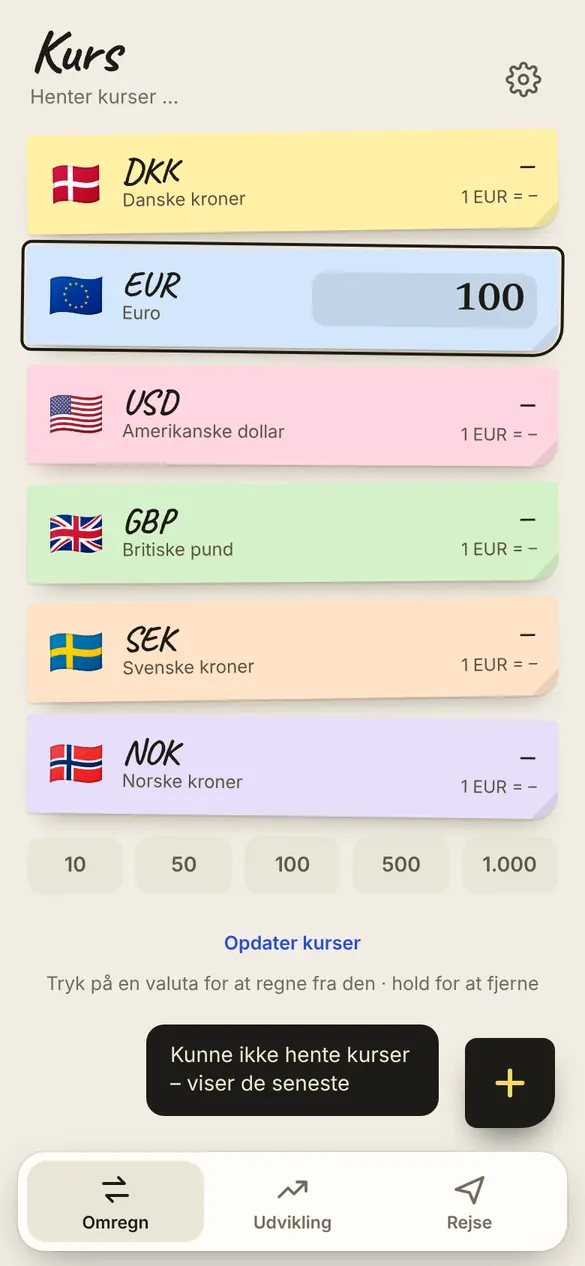 Kurs
Henter kurser ...
DKK
Danske kroner
–
1 EUR = –
EUR
Euro
100
USD
Amerikanske dollar
–
1 EUR = –
GBP
Britiske pund
–
1 EUR = –
SEK
Svenske kroner
–
1 EUR = –
NOK
Norske kroner
–
1 EUR = –
10
50
100
500
1.000
Opdater kurser
Tryk på en valuta for at regne fra den · hold for at fjerne
Kunne ikke hente kurser
– viser de seneste
Omregn
Udvikling
Rejse